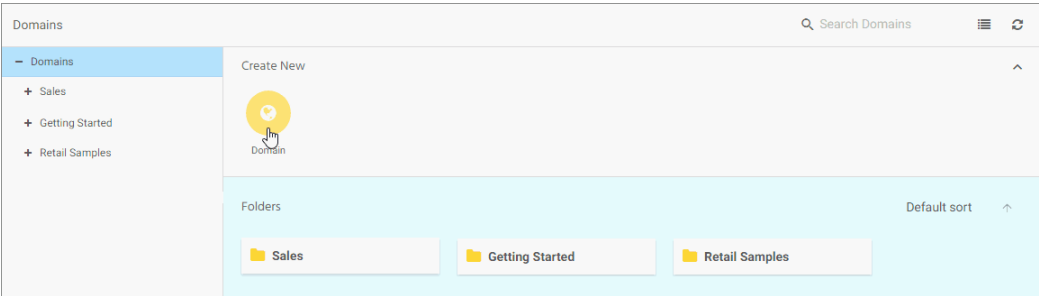 Domains
Search Domains
Domains
Sales
Getting Started
Retail Samples
Create New
Domain
Folders
Default sort
Sales
Getting Started
Retail Samples